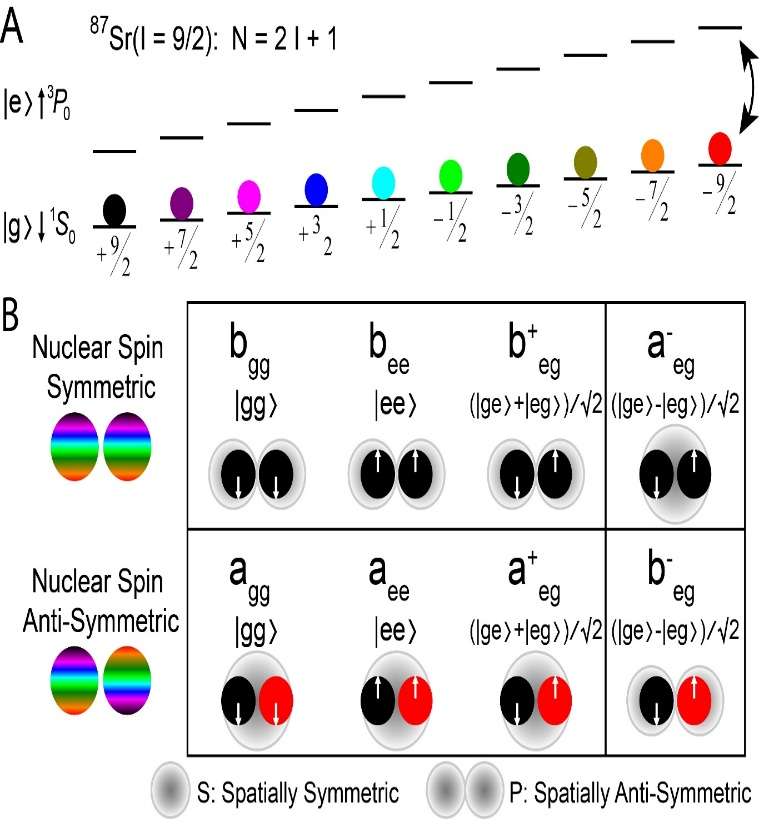 A
⁸⁷Sr(I = 9/2): N = 2 I + 1
|e⟩↑³P₀
|g⟩↓¹S₀
+9/2 +7/2 +5/2 +3 2 +1/2 −1/2 −3/2 −5/2 −7/2 −9/2
B
Nuclear Spin
Symmetric
b_gg b_ee b⁺_eg a⁻_eg
|gg⟩ |ee⟩ (|ge⟩+|eg⟩)/√2 (|ge⟩-|eg⟩)/√2
Nuclear Spin
Anti-Symmetric
a_gg a_ee a⁺_eg b⁻_eg
|gg⟩ |ee⟩ (|ge⟩+|eg⟩)/√2 (|ge⟩-|eg⟩)/√2
S: Spatially Symmetric P: Spatially Anti-Symmetric